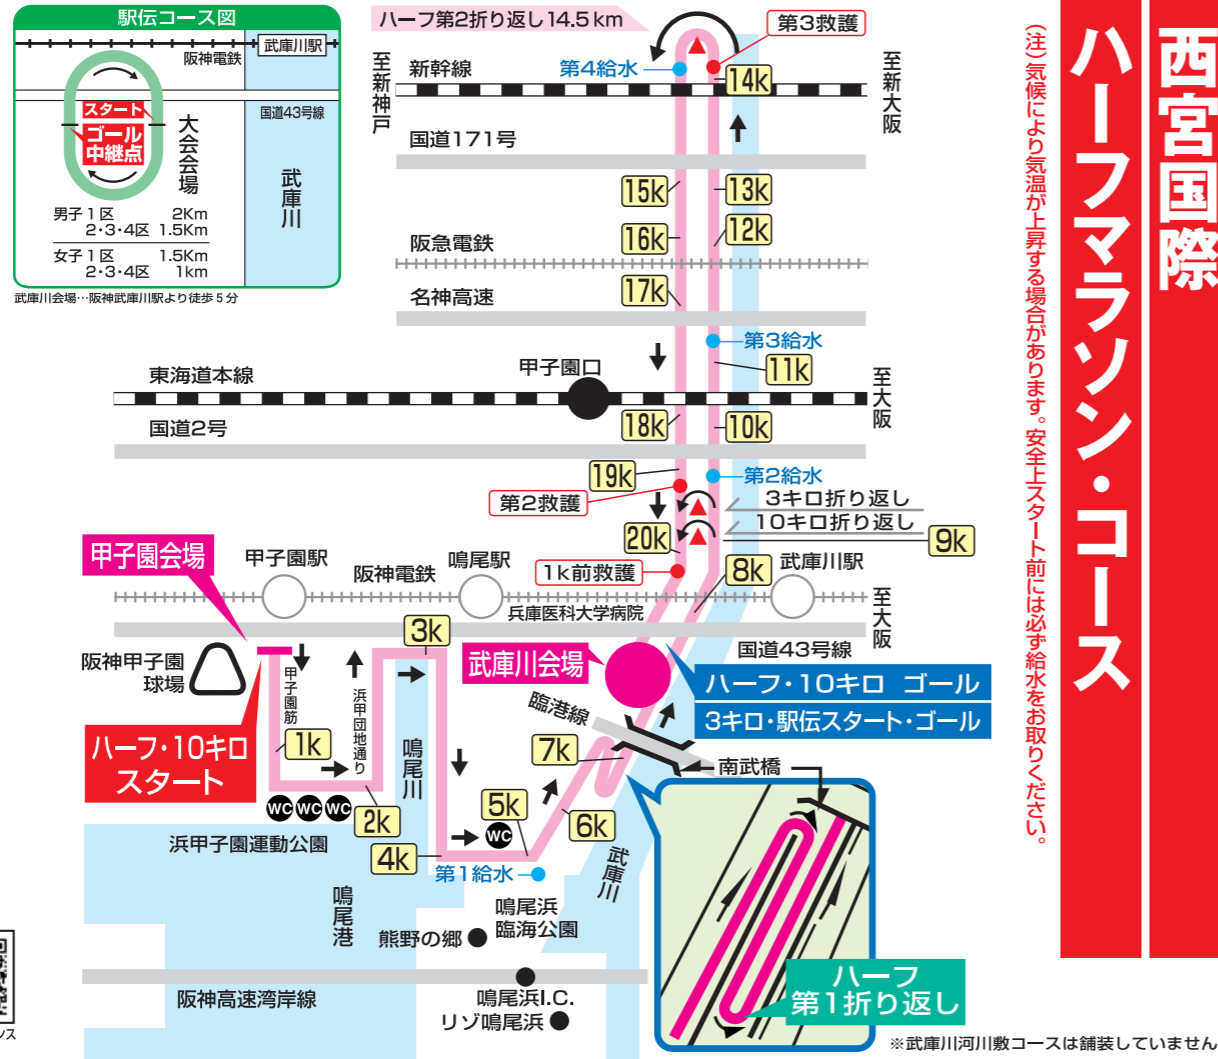 西宮国際
ハーフマラソン・コース
(注)気候により気温が上昇する場合があります。安全上スタート前には必ず給水をお取りください。
駅伝コース図
武庫川駅
阪神電鉄
国道43号線
スタート
ゴール
中継点
大会会場
武庫川
男子1区 2Km
2・3・4区 1.5Km
女子1区 1.5Km
2・3・4区 1km
武庫川会場…阪神武庫川駅より徒歩5分
ハーフ第2折り返し14.5km
第3救護
至新神戸
新幹線
第4給水
14k
至新大阪
国道171号
15k
13k
12k
16k
阪急電鉄
17k
名神高速
第3給水
11k
甲子園口
東海道本線
至大阪
国道2号
18k
10k
19k
第2給水
第2救護
3キロ折り返し
10キロ折り返し
20k
9k
甲子園会場
甲子園駅
阪神電鉄
鳴尾駅
1k前救護
8k
武庫川駅
兵庫医科大学病院
至大阪
3k
国道43号線
阪神甲子園
球場
甲子園筋
浜甲団地通り
武庫川会場
ハーフ・10キロ ゴール
3キロ・駅伝スタート・ゴール
臨港線
ハーフ・10キロ
スタート
1k
鳴尾川
7k
南武橋
WC WC WC
2k
5k
6k
WC
浜甲子園運動公園
4k
第1給水
武庫川
鳴尾港
鳴尾浜
臨海公園
熊野の郷
阪神高速湾岸線
鳴尾浜I.C.
リゾ鳴尾浜
ハーフ
第1折り返し
※武庫川河川敷コースは舗装していません
ンス